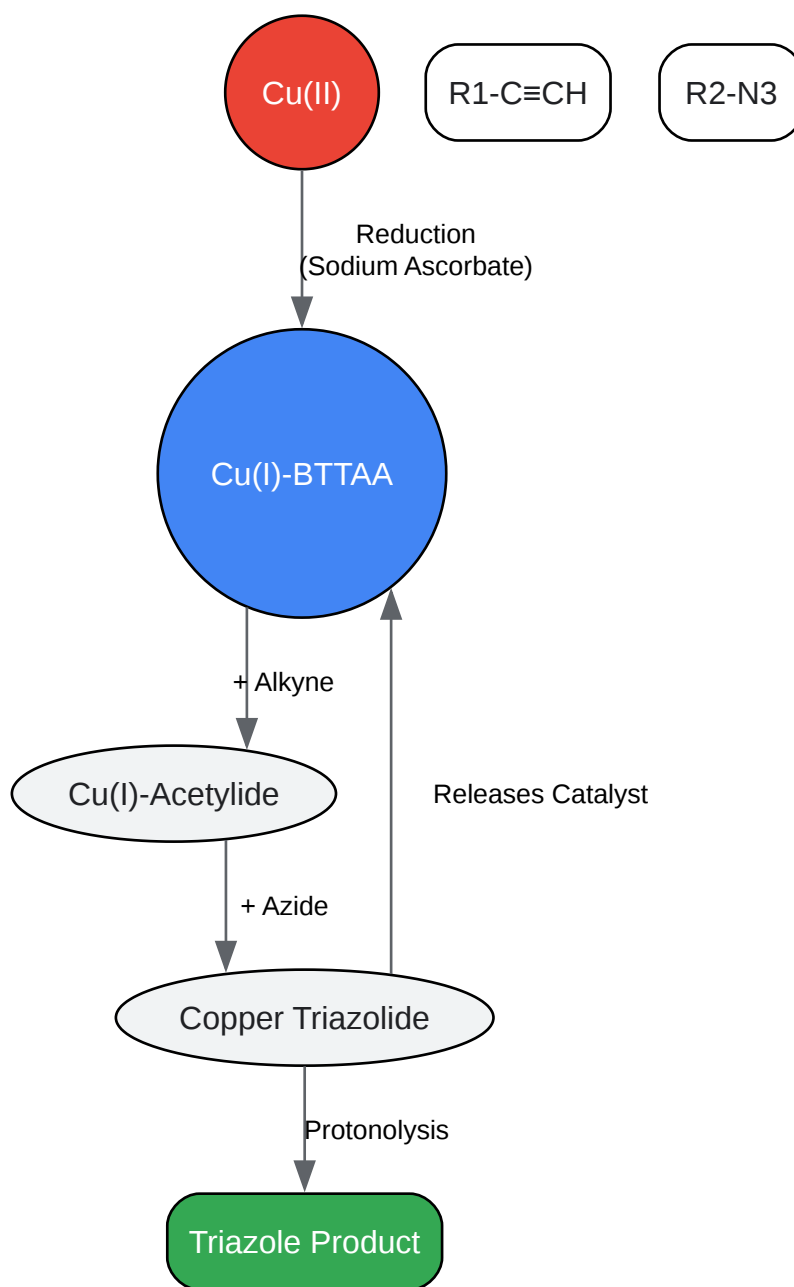 Cu(II)
R1-C≡CH
R2-N3
Reduction
(Sodium Ascorbate)
Cu(I)-BTTAA
+ Alkyne
Cu(I)-Acetylide
Releases Catalyst
+ Azide
Copper Triazolide
Protonolysis
Triazole Product